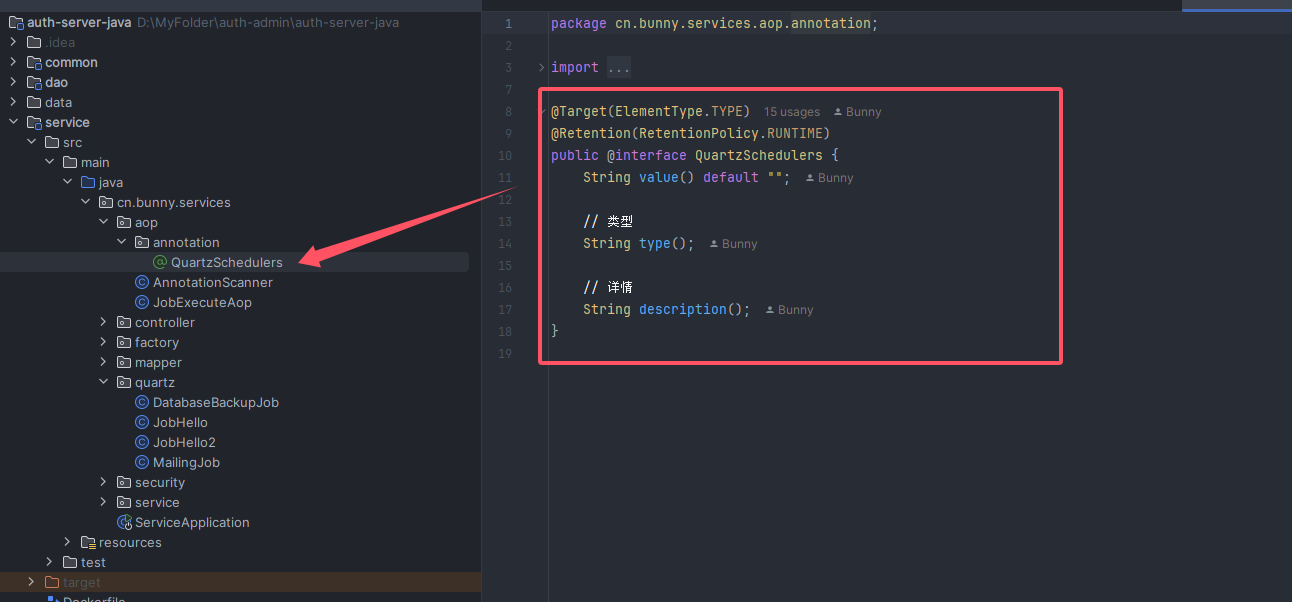 auth-server-java D:\MyFolder\auth-admin\auth-server-java
.idea
common
dao
data
service
src
main
java
cn.bunny.services
aop
annotation
QuartzSchedulers
AnnotationScanner
JobExecuteAop
controller
factory
mapper
quartz
DatabaseBackupJob
JobHello
JobHello2
MailingJob
security
service
ServiceApplication
resources
test
target
Dockerfile
1 package cn.bunny.services.aop.annotation;
2
3 import ...
7
8 @Target(ElementType.TYPE) 15 usages Bunny
9 @Retention(RetentionPolicy.RUNTIME)
10 public @interface QuartzSchedulers {
11 String value() default ""; Bunny
12
13 // 类型
14 String type(); Bunny
15
16 // 详情
17 String description(); Bunny
18 }
19